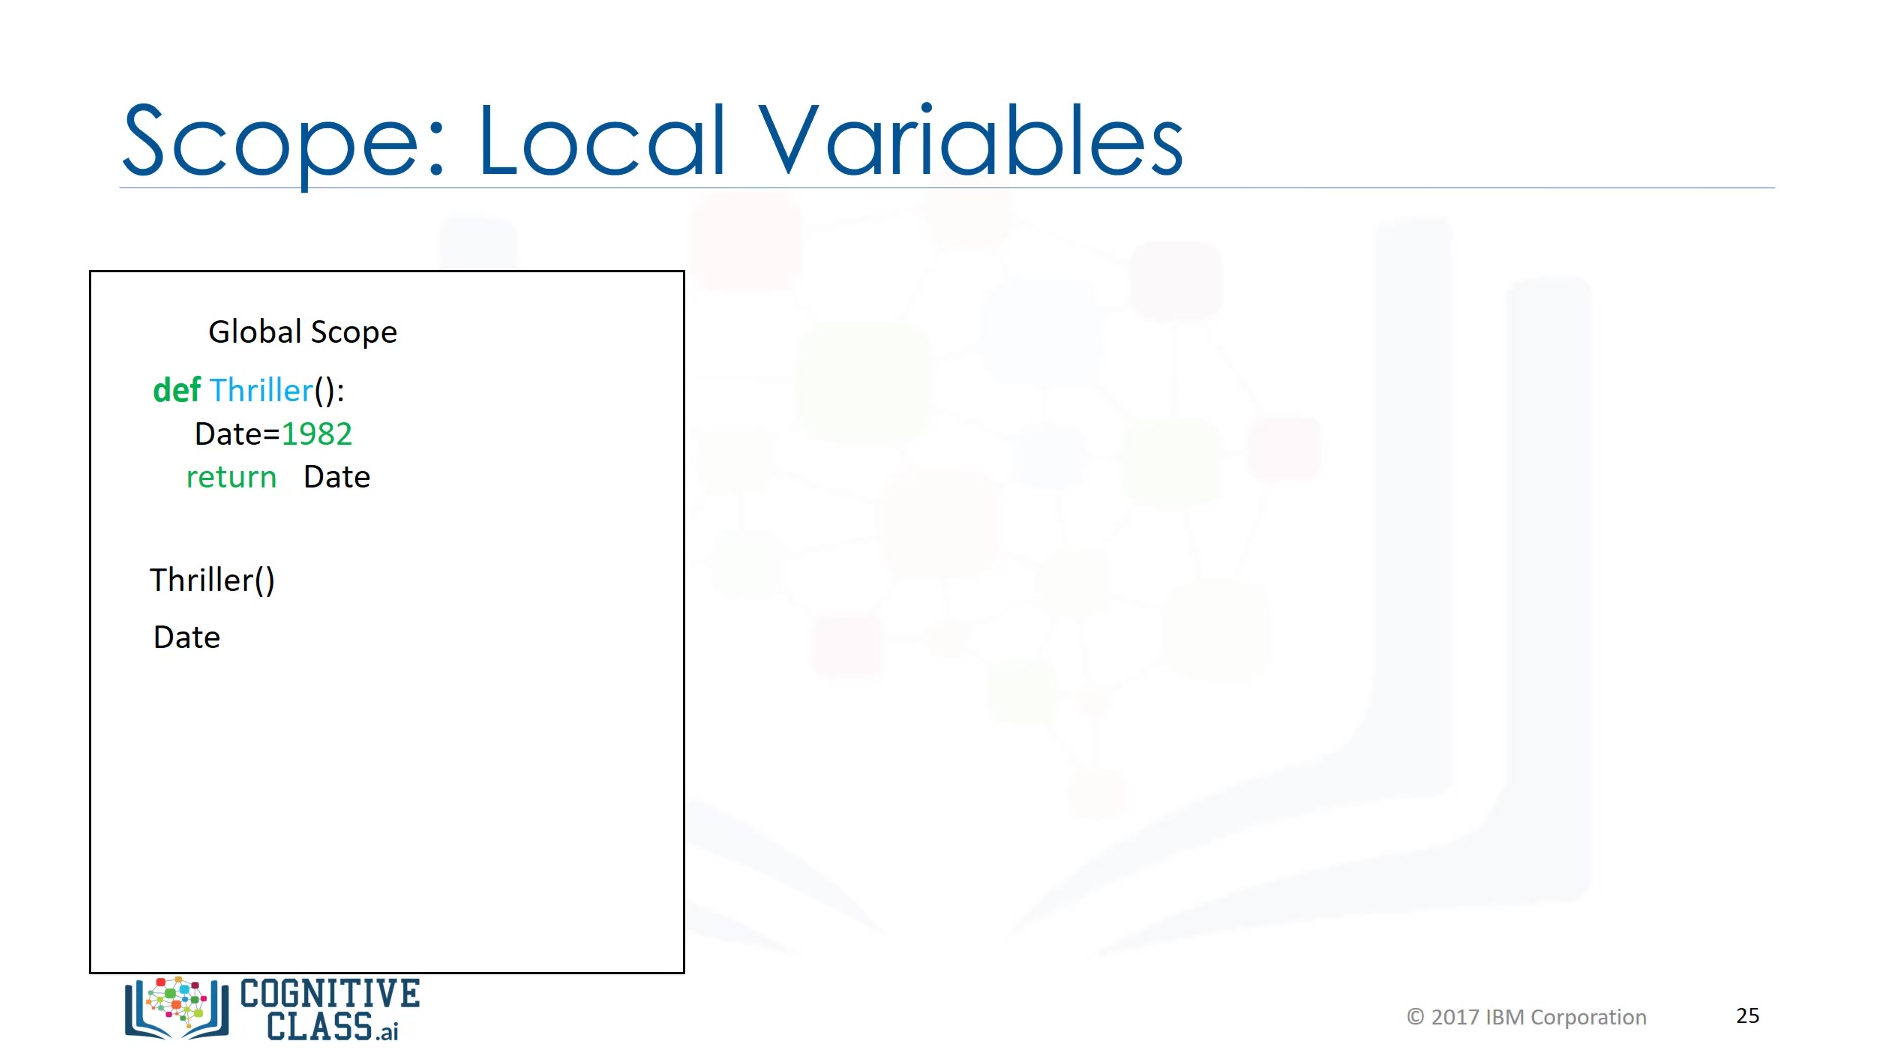 Scope: Local Variables
Global Scope
def Thriller():
Date=1982
return Date
Thriller()
Date
COGNITIVE
CLASS.ai
© 2017 IBM Corporation
25